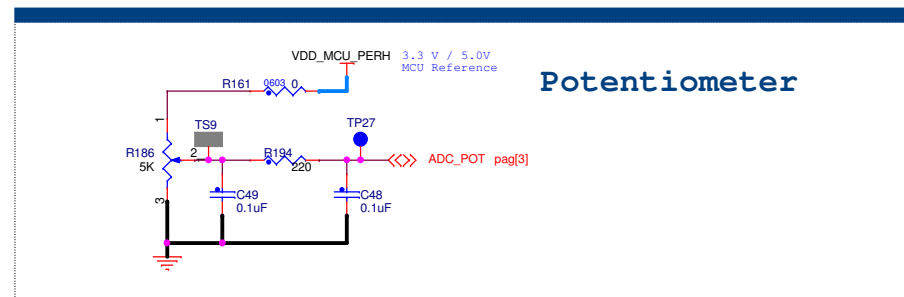 VDD_MCU_PERH 3.3 V / 5.0V
MCU Reference
Potentiometer
R161 0603 0
1
TS9
TP27
R186
5K
2
R194
220
ADC_POT pag[3]
3
C49
0.1uF
C48
0.1uF